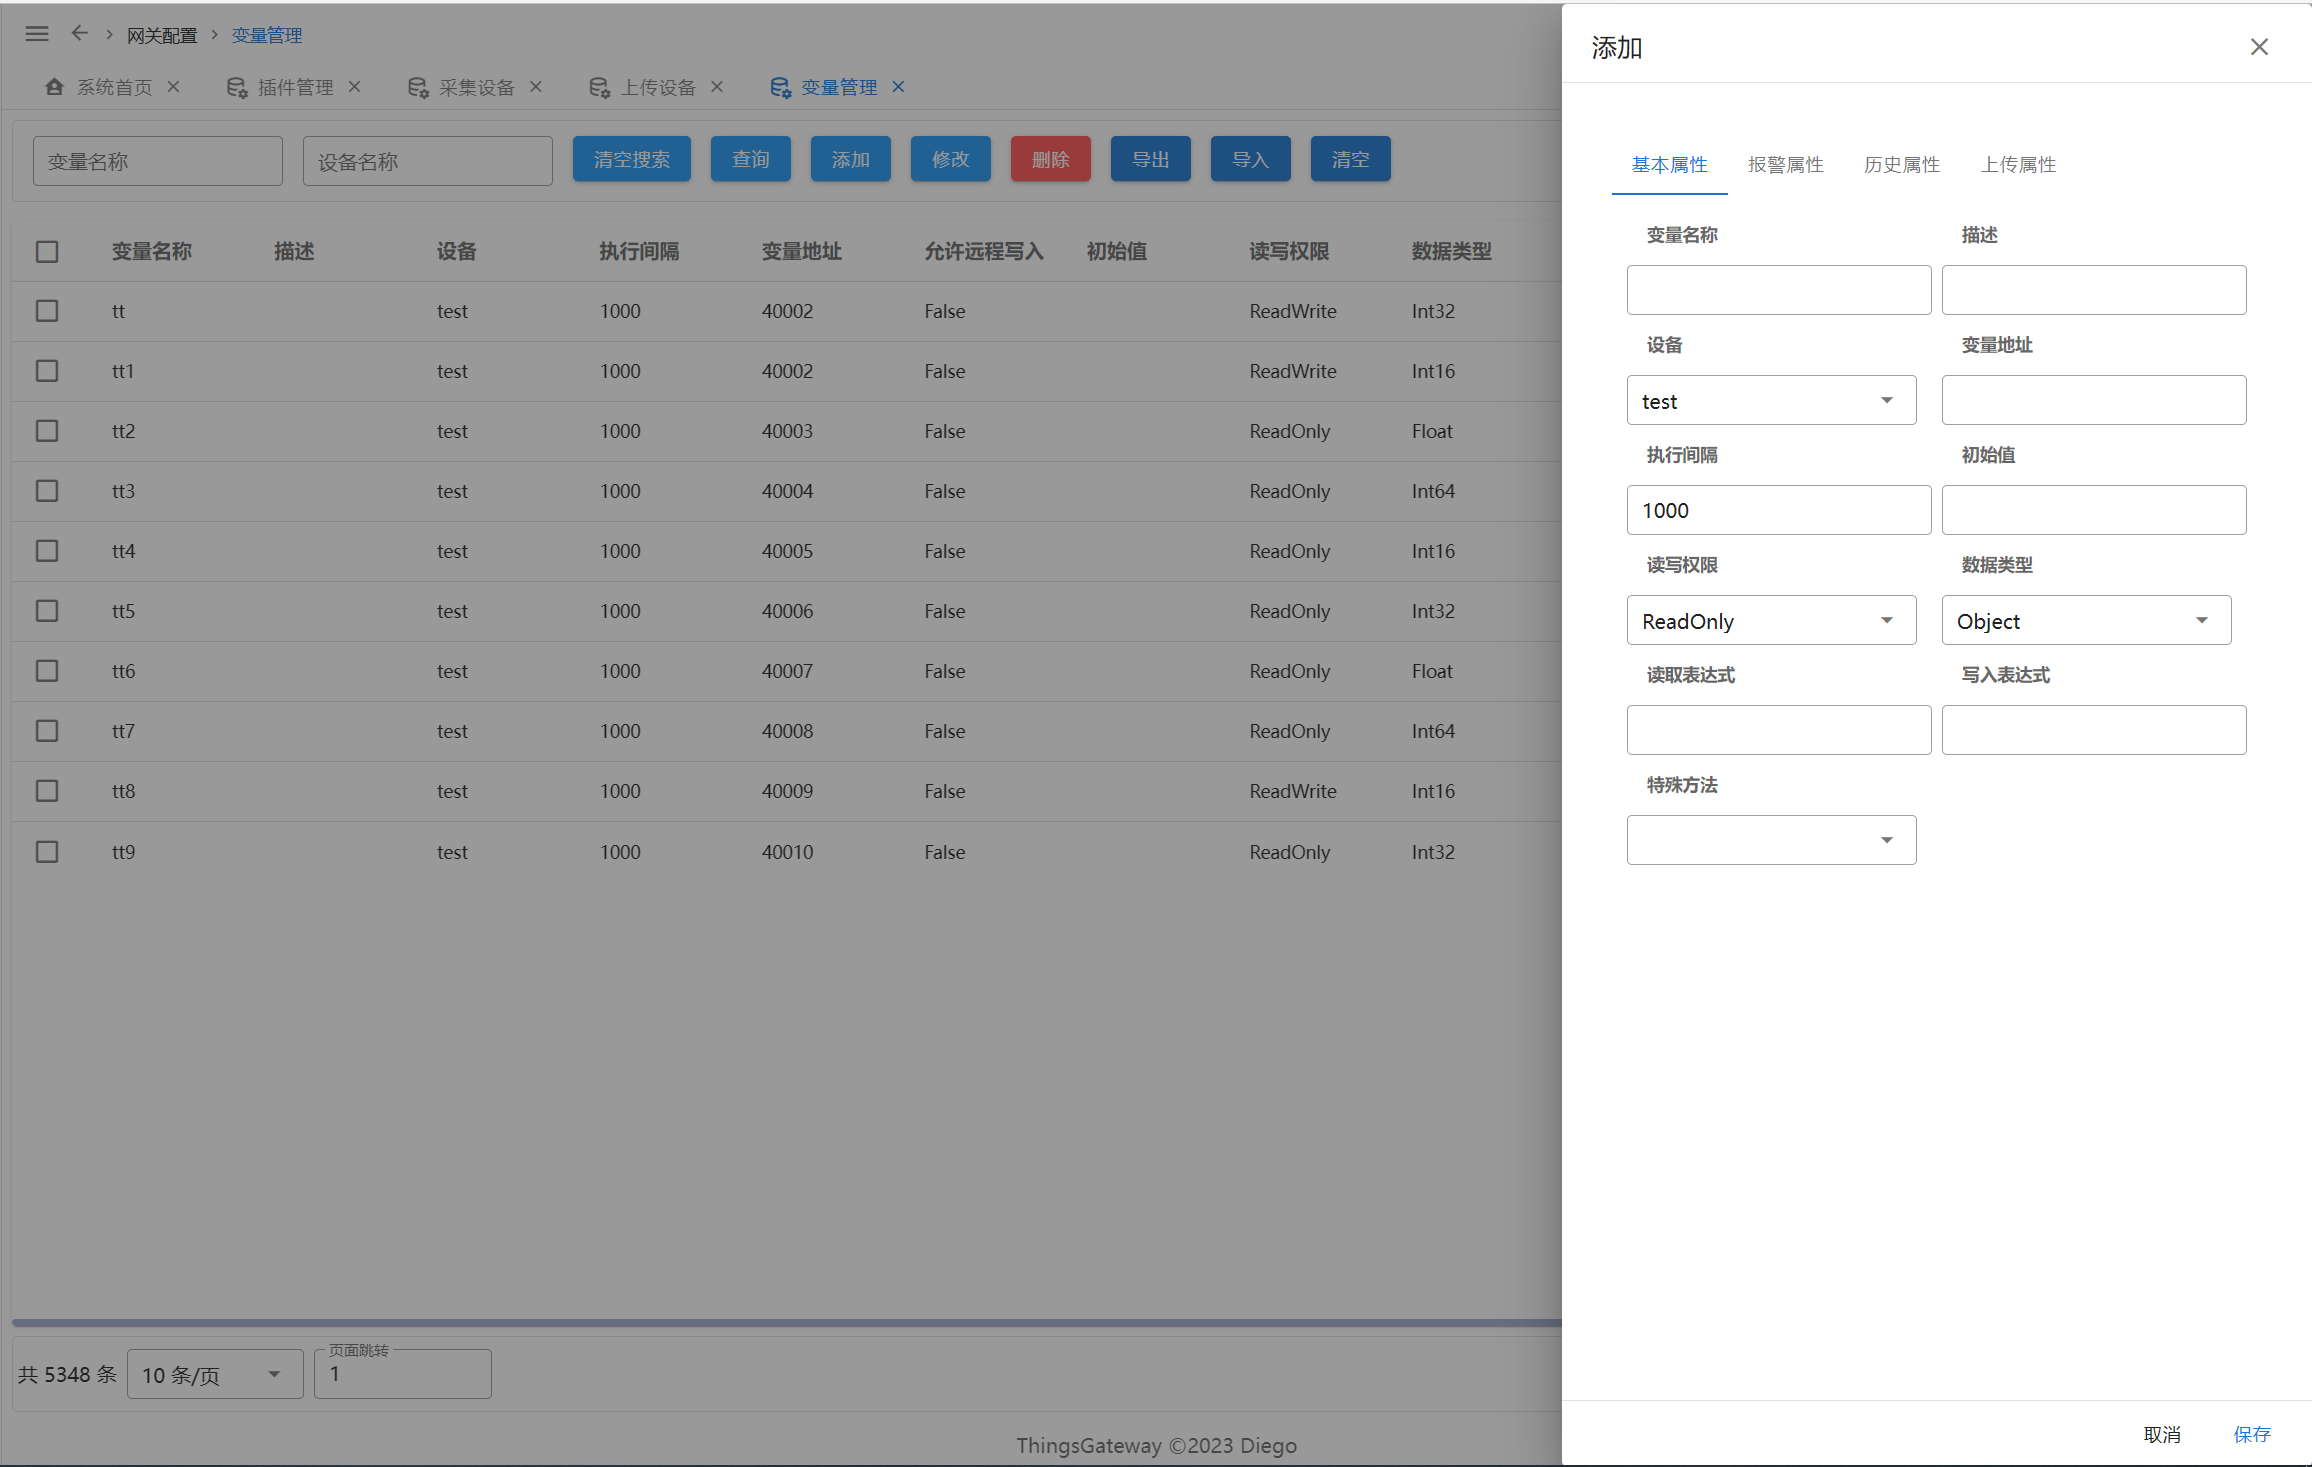 网关配置 变量管理
系统首页 插件管理 采集设备 上传设备 变量管理
变量名称 设备名称 清空搜索 查询 添加 修改 删除 导出 导入 清空
变量名称 描述 设备 执行间隔 变量地址 允许远程写入 初始值 读写权限 数据类型
tt test 1000 40002 False ReadWrite Int32
tt1 test 1000 40002 False ReadWrite Int16
tt2 test 1000 40003 False ReadOnly Float
tt3 test 1000 40004 False ReadOnly Int64
tt4 test 1000 40005 False ReadOnly Int16
tt5 test 1000 40006 False ReadOnly Int32
tt6 test 1000 40007 False ReadOnly Float
tt7 test 1000 40008 False ReadOnly Int64
tt8 test 1000 40009 False ReadWrite Int16
tt9 test 1000 40010 False ReadOnly Int32
页面跳转
共 5348 条 10 条/页 1
ThingsGateway ©2023 Diego
添加
基本属性 报警属性 历史属性 上传属性
变量名称 描述
设备 变量地址
test
执行间隔 初始值
1000
读写权限 数据类型
ReadOnly Object
读取表达式 写入表达式
特殊方法
取消 保存